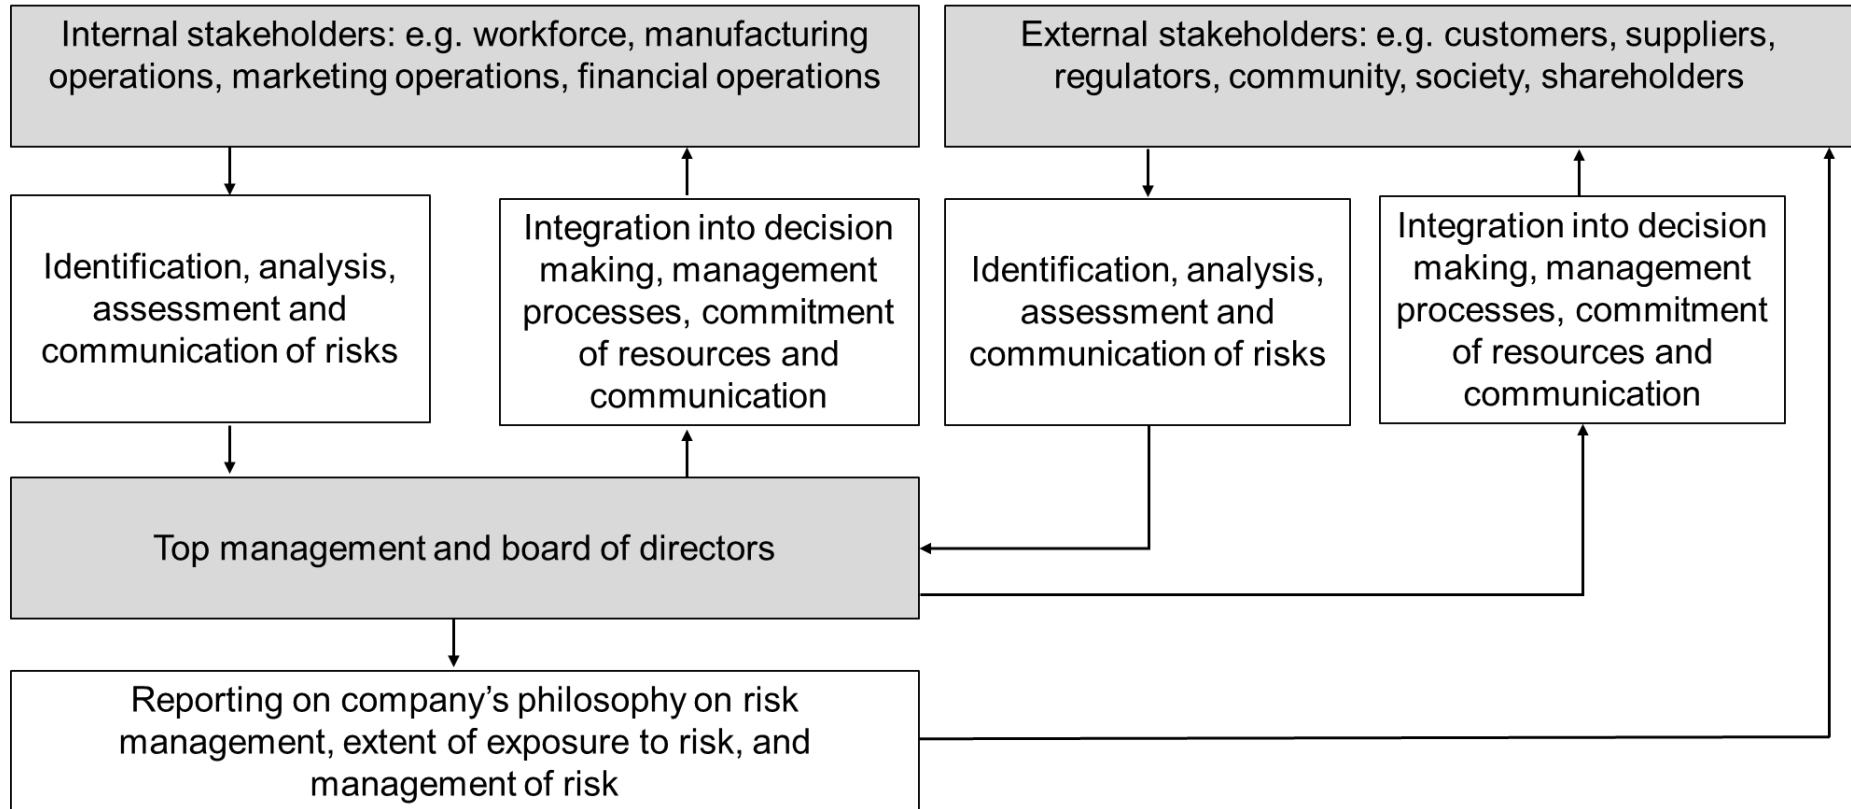 Internal stakeholders: e.g. workforce, manufacturing
operations, marketing operations, financial operations
External stakeholders: e.g. customers, suppliers,
regulators, community, society, shareholders
Identification, analysis,
assessment and
communication of risks
Integration into decision
making, management
processes, commitment
of resources and
communication
Identification, analysis,
assessment and
communication of risks
Integration into decision
making, management
processes, commitment
of resources and
communication
Top management and board of directors
Reporting on company’s philosophy on risk
management, extent of exposure to risk, and
management of risk